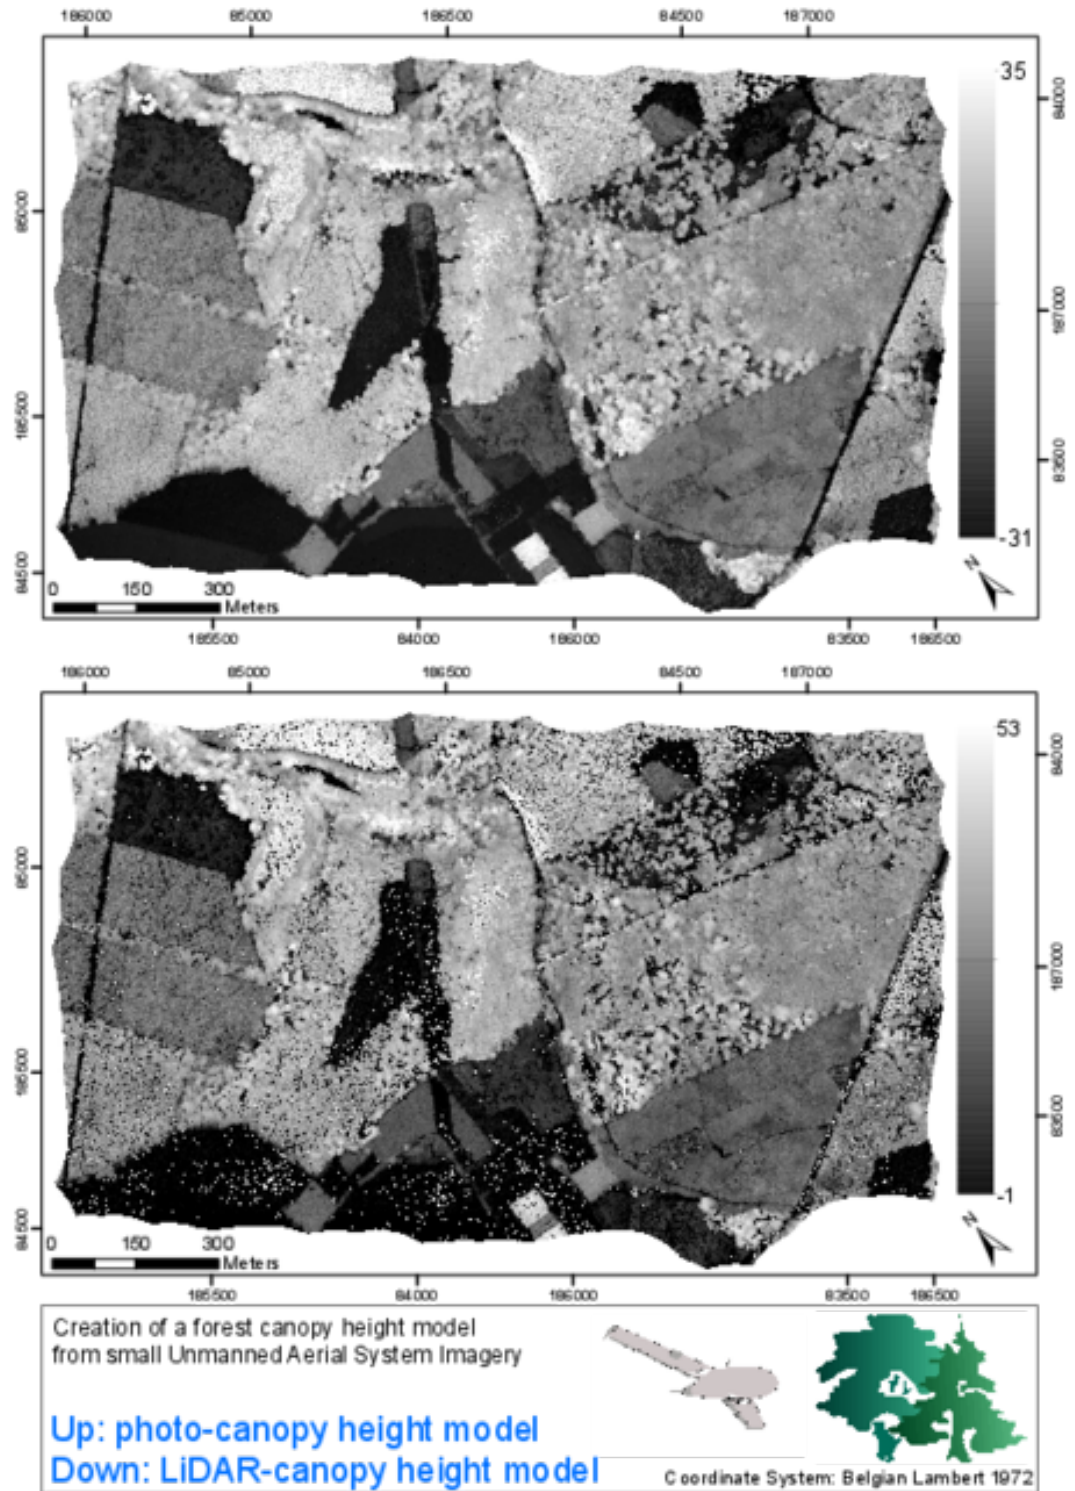 186000 85000 186500 84500 187000
35
84000
85000
187000
185500
83500
-31
84500
N
0 150 300
Meters
185500 84000 186000 83500 186500
186000 85000 186500 84500 187000
53
84000
85000
187000
185500
83500
-1
84500
N
0 150 300
Meters
185500 84000 186000 83500 186500
Creation of a forest canopy height model
from small Unmanned Aerial System Imagery
Up: photo-canopy height model
Down: LiDAR-canopy height model
Coordinate System: Belgian Lambert 1972